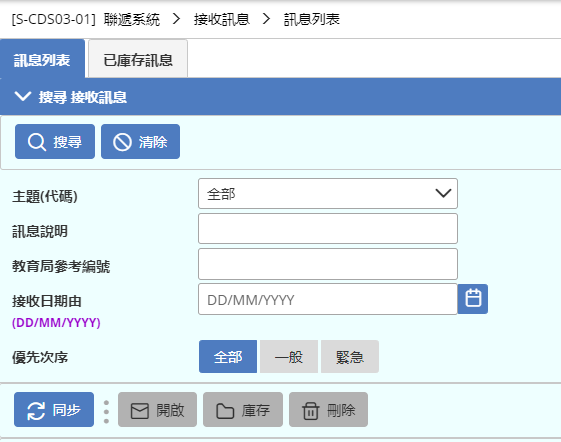 [S-CDS03-01] 聯遞系統 > 接收訊息 > 訊息列表
訊息列表 已庫存訊息
搜尋 接收訊息
搜尋 清除
主題(代碼) 全部
訊息說明
教育局參考編號
接收日期由 DD/MM/YYYY
(DD/MM/YYYY)
優先次序 全部 一般 緊急
同步 開啟 庫存 刪除